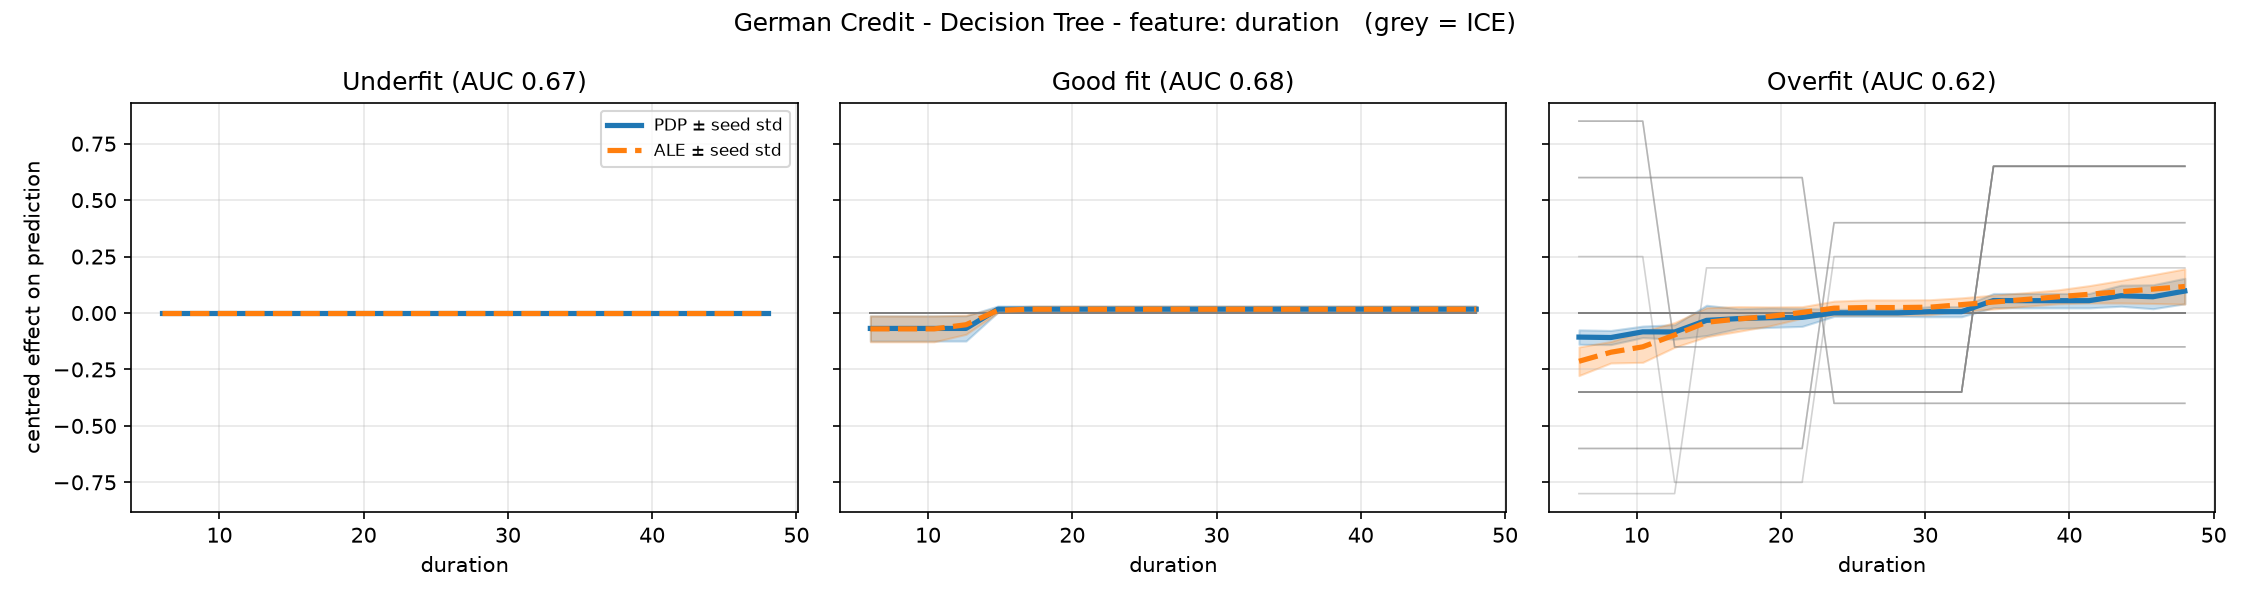 German Credit - Decision Tree - feature: duration   (grey = ICE)
Underfit (AUC 0.67)
Good fit (AUC 0.68)
Overfit (AUC 0.62)
PDP ± seed std
ALE ± seed std
centred effect on prediction
0.75
0.50
0.25
0.00
−0.25
−0.50
−0.75
10 20 30 40 50
10 20 30 40 50
10 20 30 40 50
duration
duration
duration